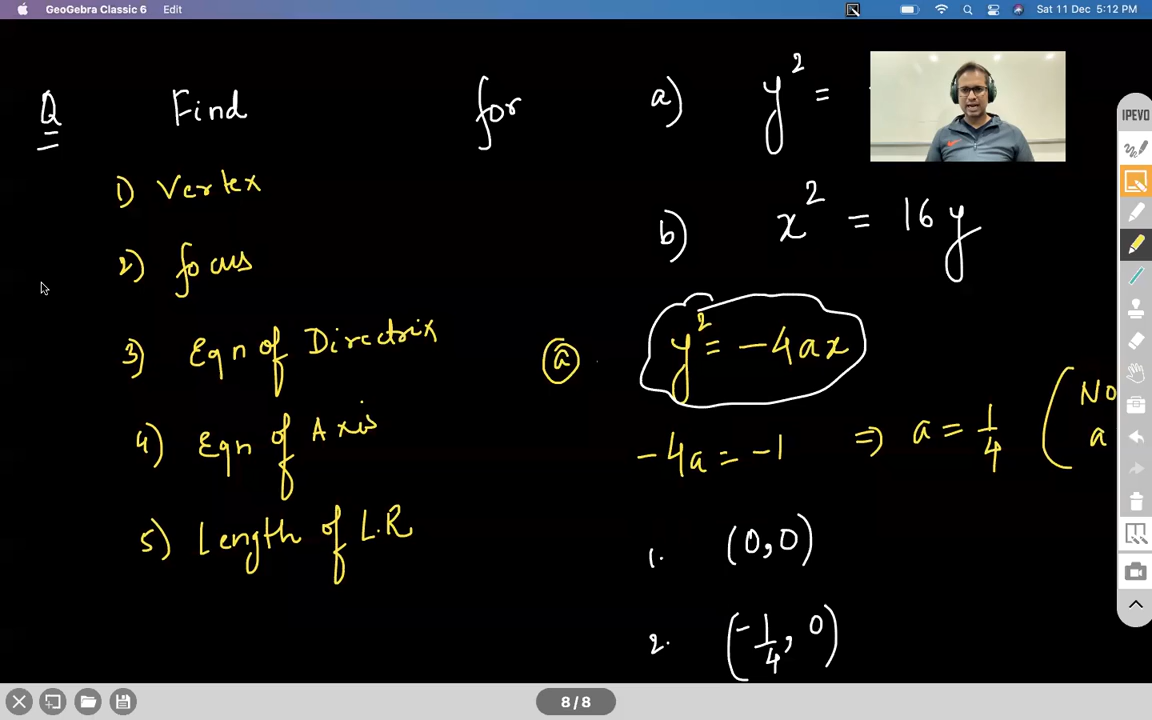 GeoGebra Classic 6 Edit Sat 11 Dec 5:12 PM
Q Find for a) y² =
1) Vertex
b) x² = 16y
2) focus
3) Eqn of Directrix
ⓐ y² = -4ax
4) Eqn of Axis
-4a = -1 => a = 1/4 (NO
a
5) Length of L.R
1. (0,0)
2. (-1/4, 0)
IPEVO
8 / 8